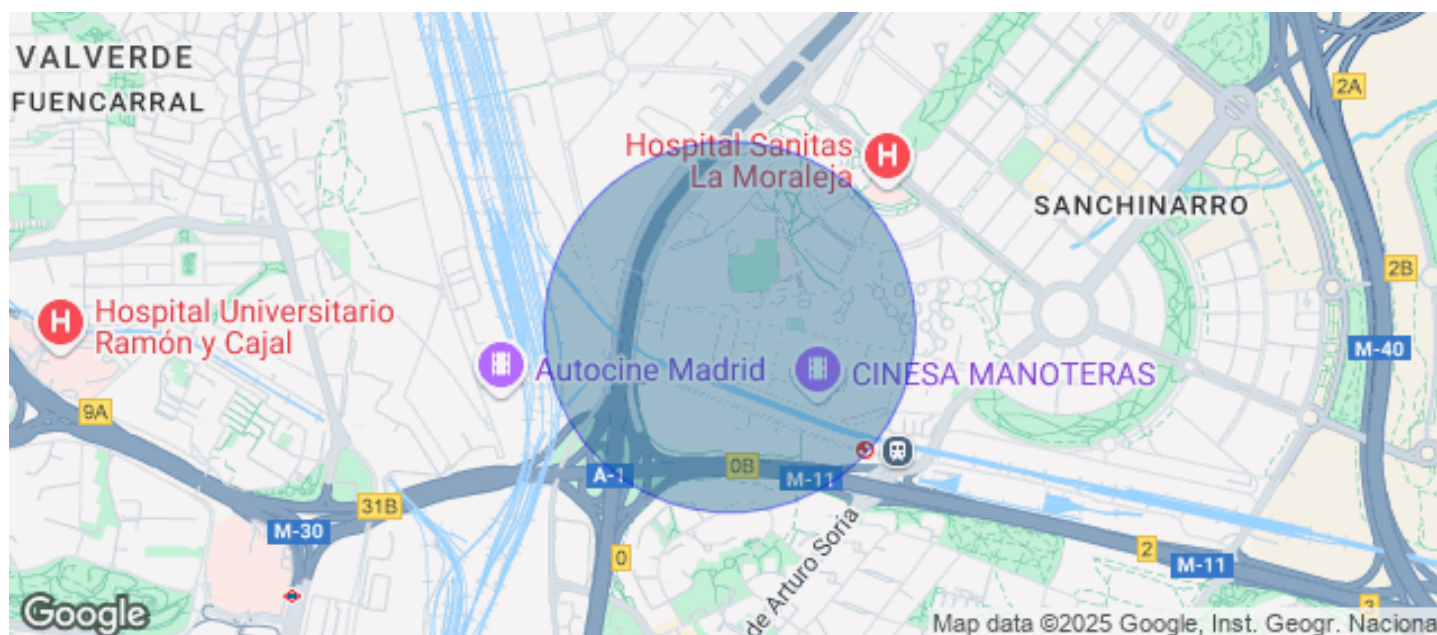 VALVERDE
FUENCARRAL
2A
Hospital Sanitas
La Moraleja
H
SANCHINARRO
2B
H
Hospital Universitario
Ramón y Cajal
M-40
Autocine Madrid
CINESA MANOTERAS
9A
A-1
0B
M-11
31B
M-30
0
2
M-11
de Arturo Soria
3
Google
Map data ©2025 Google, Inst. Geogr. Naciona